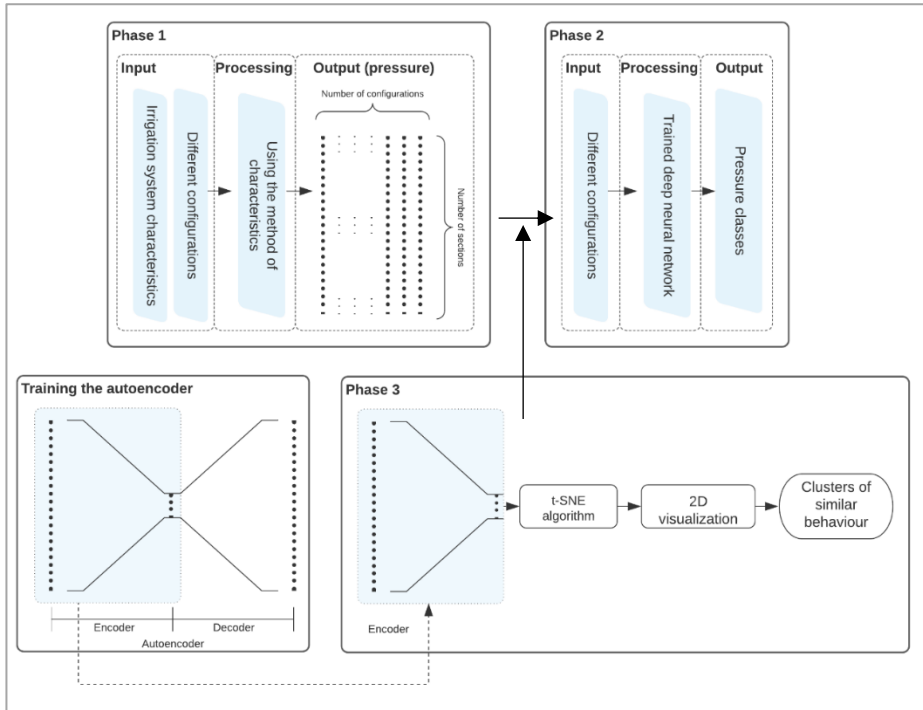 Phase 1
Input
Processing
Output (pressure)
Irrigation system characteristics
Different configurations
Using the method of
characteristics
Number of configurations
Number of sections
Phase 2
Input
Processing
Output
Different configurations
Trained deep neural network
Pressure classes
Training the autoencoder
Encoder
Decoder
Autoencoder
Phase 3
Encoder
t-SNE
algorithm
2D
visualization
Clusters of
similar
behaviour